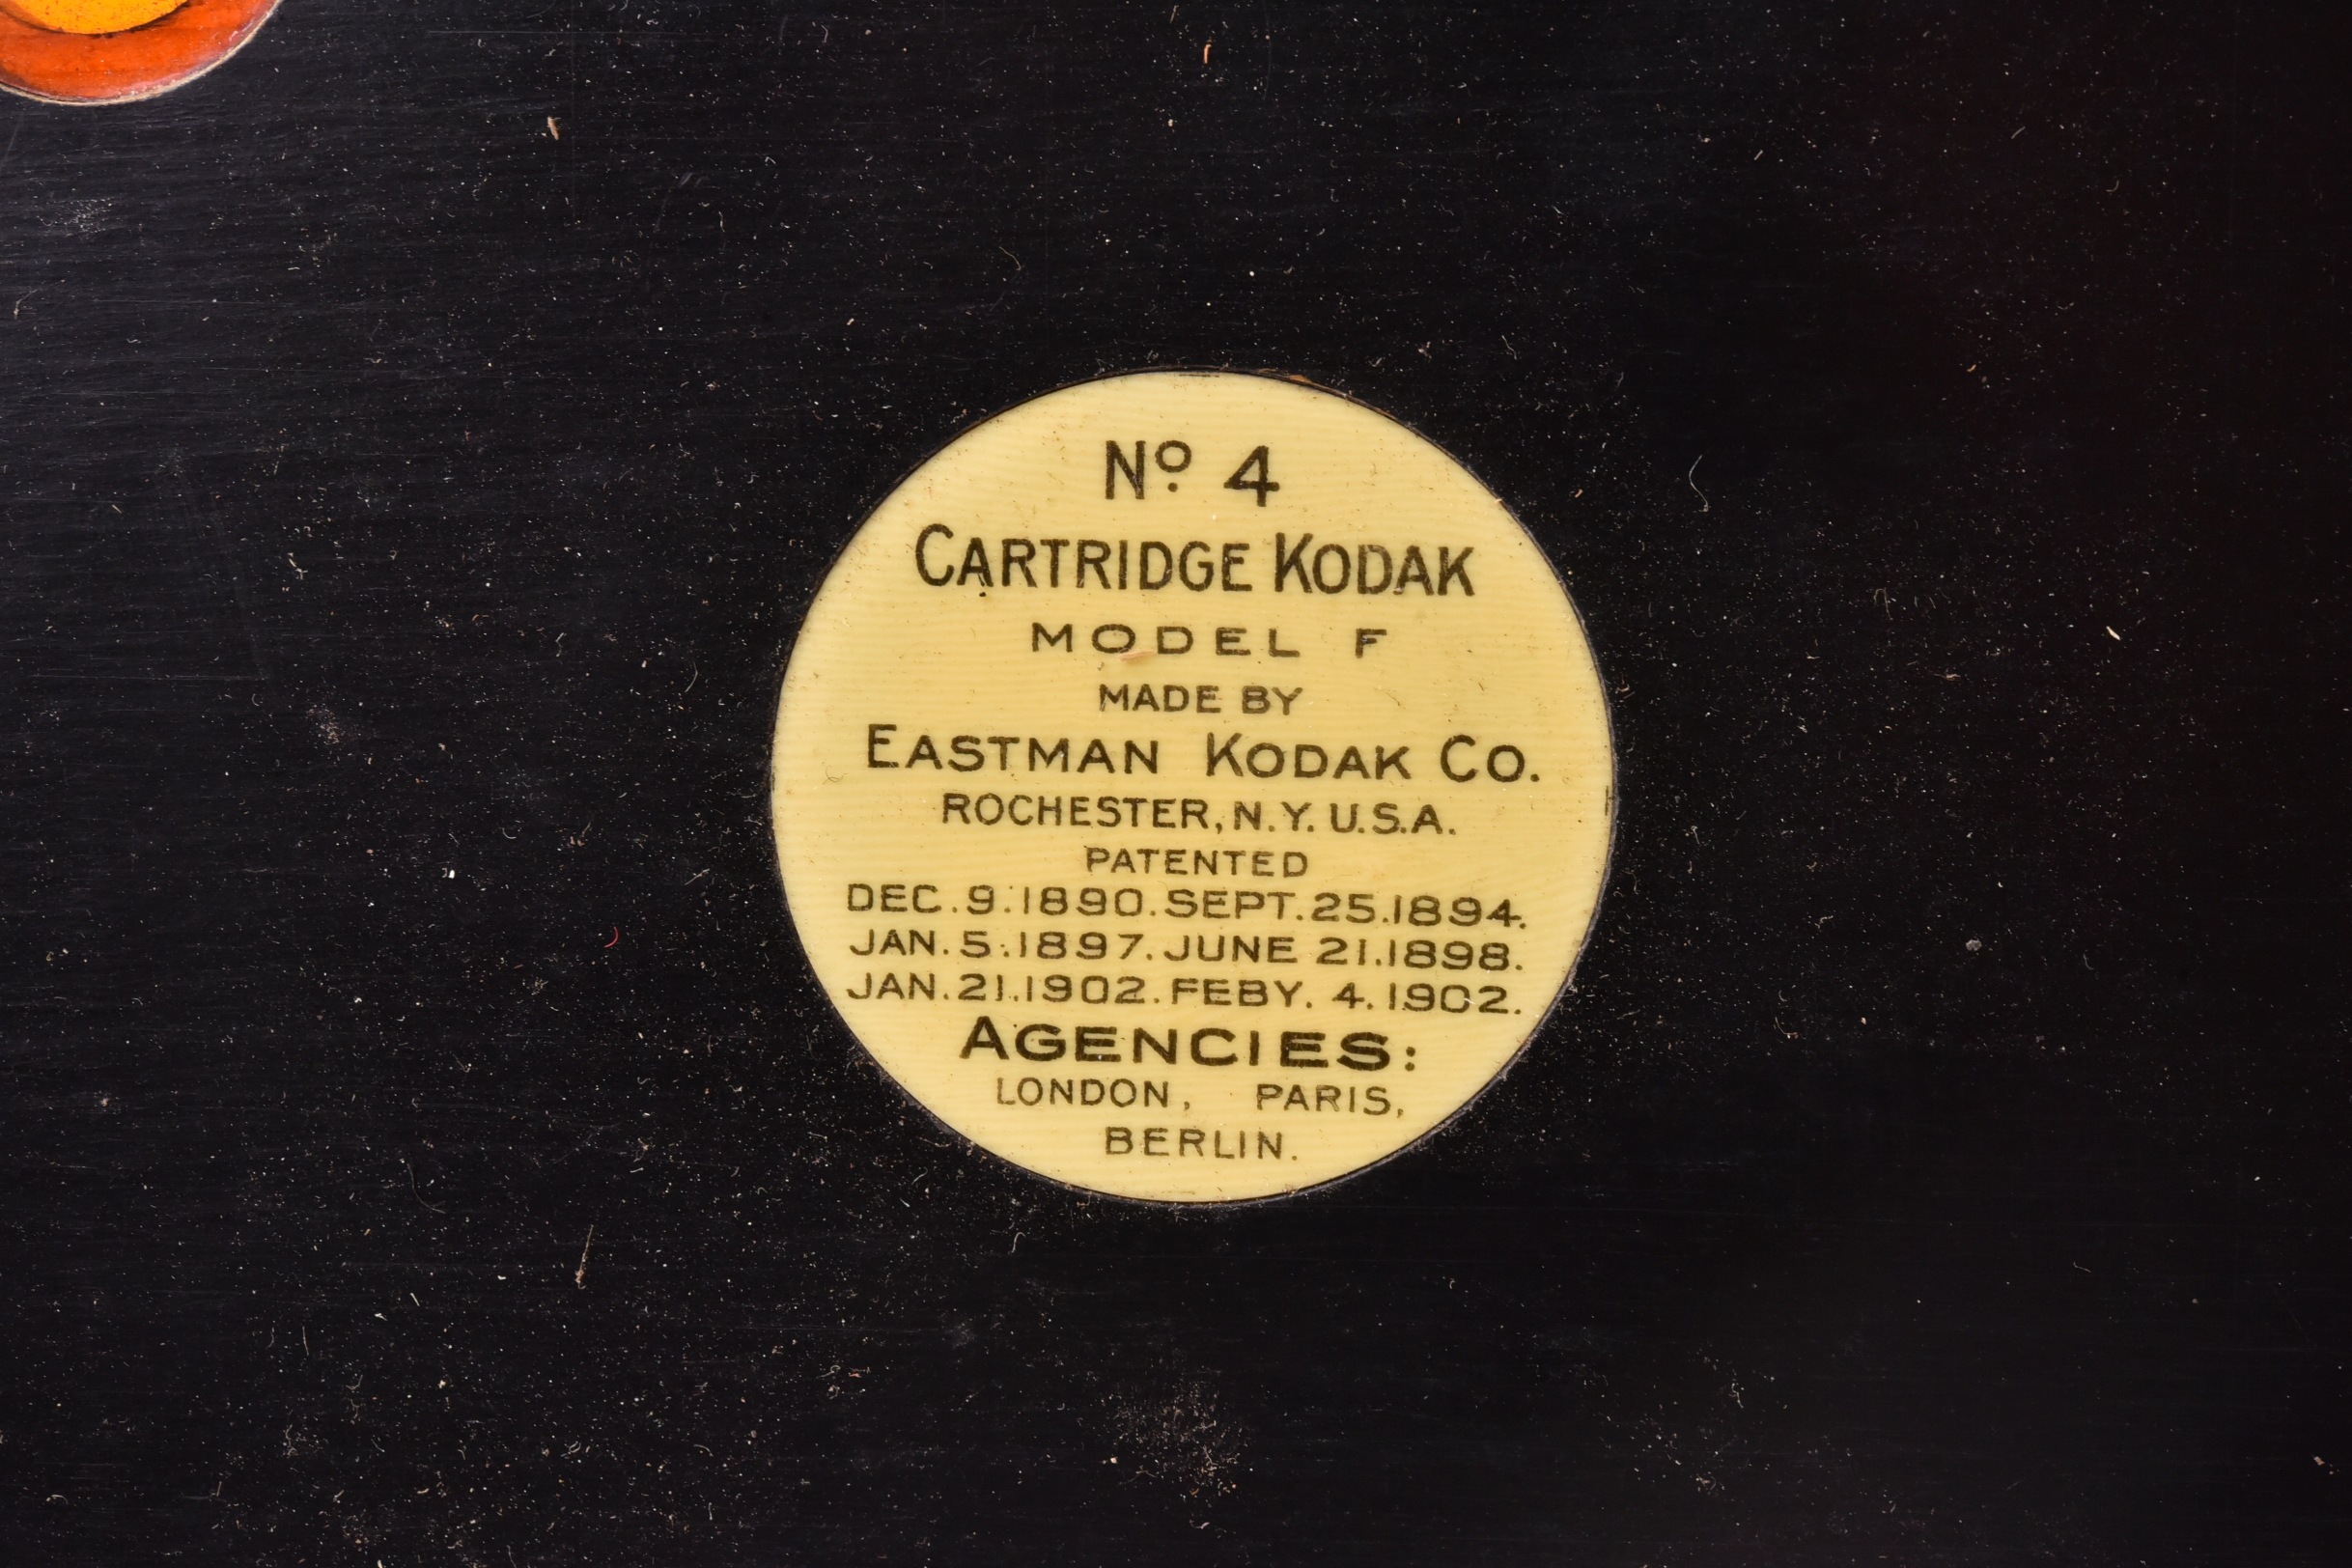 Nº 4
CARTRIDGE KODAK
MODEL F
MADE BY
EASTMAN KODAK CO.
ROCHESTER, N.Y. U.S.A.
PATENTED
DEC.9.1890.SEPT.25.1894.
JAN.5.1897.JUNE 21.1898.
JAN.21.1902.FEBY. 4.1902.
AGENCIES:
LONDON, PARIS,
BERLIN.